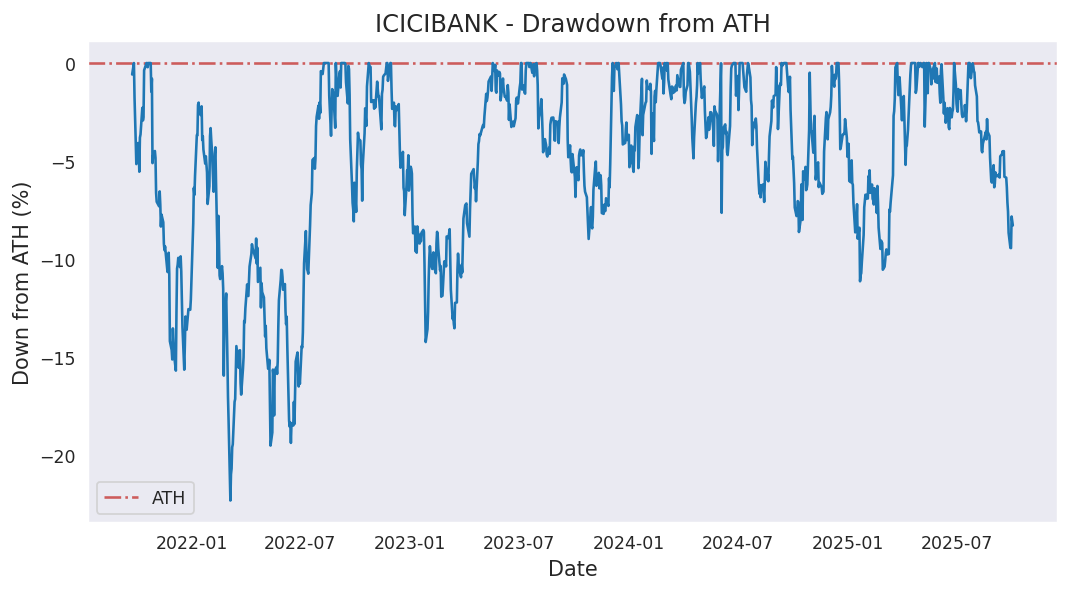 ICICIBANK - Drawdown from ATH
Down from ATH (%)
0
−5
−10
−15
−20
ATH
2022-01 2022-07 2023-01 2023-07 2024-01 2024-07 2025-01 2025-07
Date